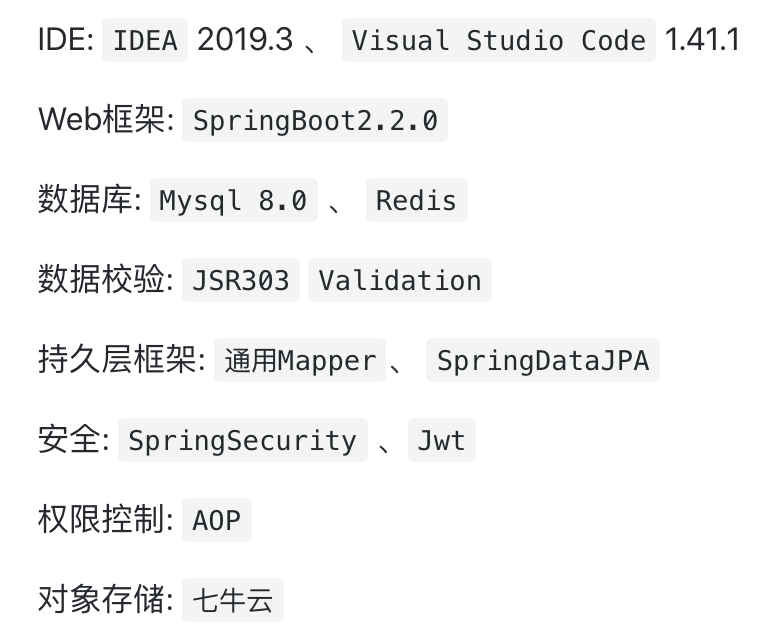 IDE: IDEA 2019.3 、 Visual Studio Code 1.41.1
Web框架: SpringBoot2.2.0
数据库: Mysql 8.0 、 Redis
数据校验: JSR303 Validation
持久层框架: 通用Mapper 、 SpringDataJPA
安全: SpringSecurity 、 Jwt
权限控制: AOP
对象存储: 七牛云